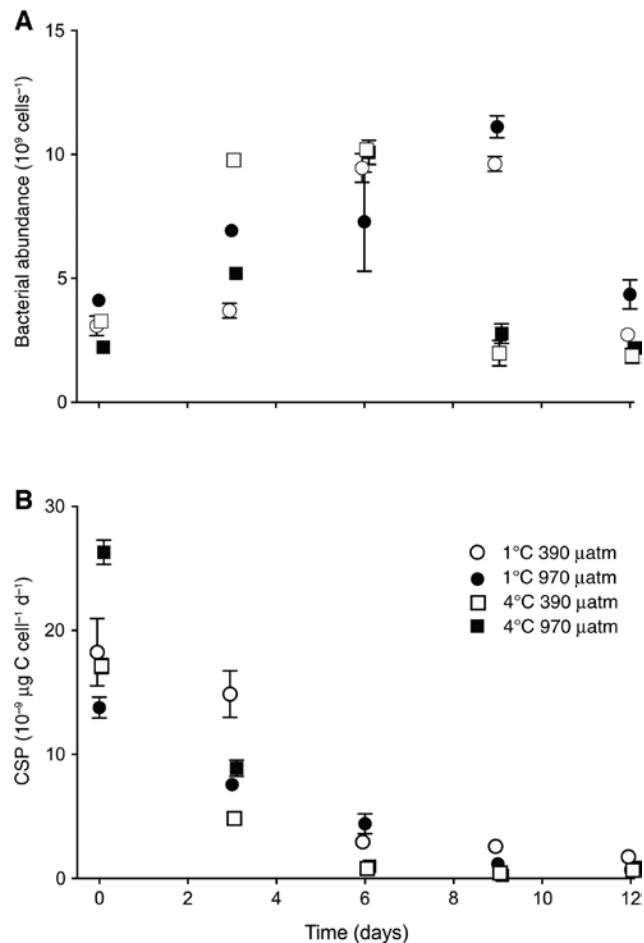 A
15
10
5
0
Bacterial abundance (10⁹ cells⁻¹)
B
30
20
10
0
CSP (10⁻⁹ µg C cell⁻¹ d⁻¹)
1°C 390 µatm
1°C 970 µatm
4°C 390 µatm
4°C 970 µatm
0 2 4 6 8 10 12
Time (days)